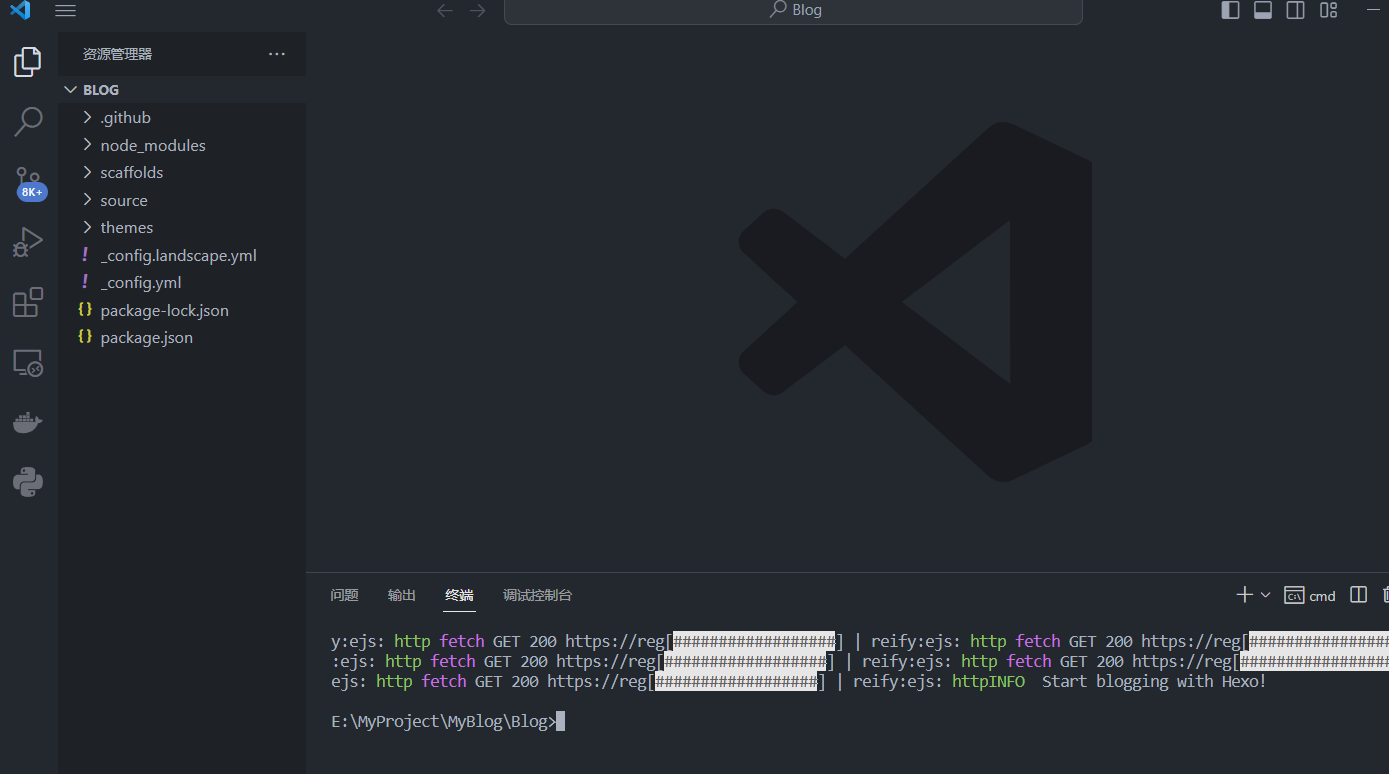 Blog
资源管理器
BLOG
.github
node_modules
scaffolds
source
8K+
themes
_config.landscape.yml
_config.yml
package-lock.json
package.json
问题 输出 终端 调试控制台 cmd
y:ejs: http fetch GET 200 https://reg[##################] | reify:ejs: http fetch GET 200 https://reg[################
:ejs: http fetch GET 200 https://reg[##################] | reify:ejs: http fetch GET 200 https://reg[#################
ejs: http fetch GET 200 https://reg[##################] | reify:ejs: httpINFO  Start blogging with Hexo!
E:\MyProject\MyBlog\Blog>